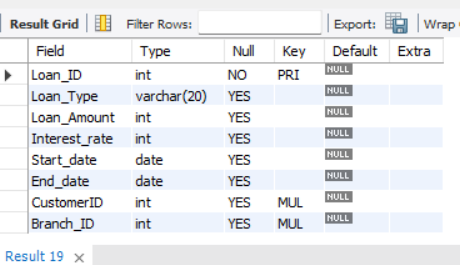 Result Grid Filter Rows: Export: Wrap
Field Type Null Key Default Extra
Loan_ID int NO PRI NULL
Loan_Type varchar(20) YES NULL
Loan_Amount int YES NULL
Interest_rate int YES NULL
Start_date date YES NULL
End_date date YES NULL
CustomerID int YES MUL NULL
Branch_ID int YES MUL NULL
Result 19